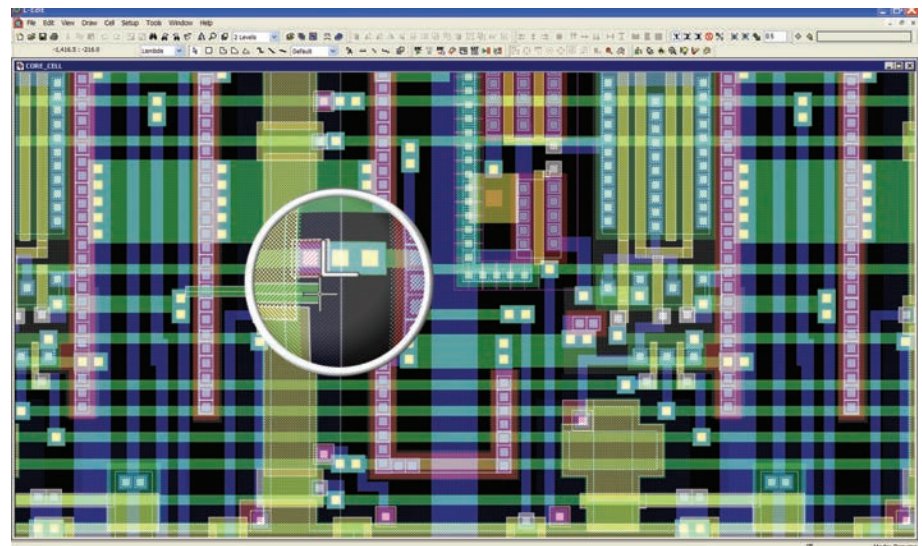 L-Edit
File Edit View Draw Cell Setup Tools Window Help
2 Levels 0.5
-1,416.5 : -216.0 Lambda Default
CORE_CELL